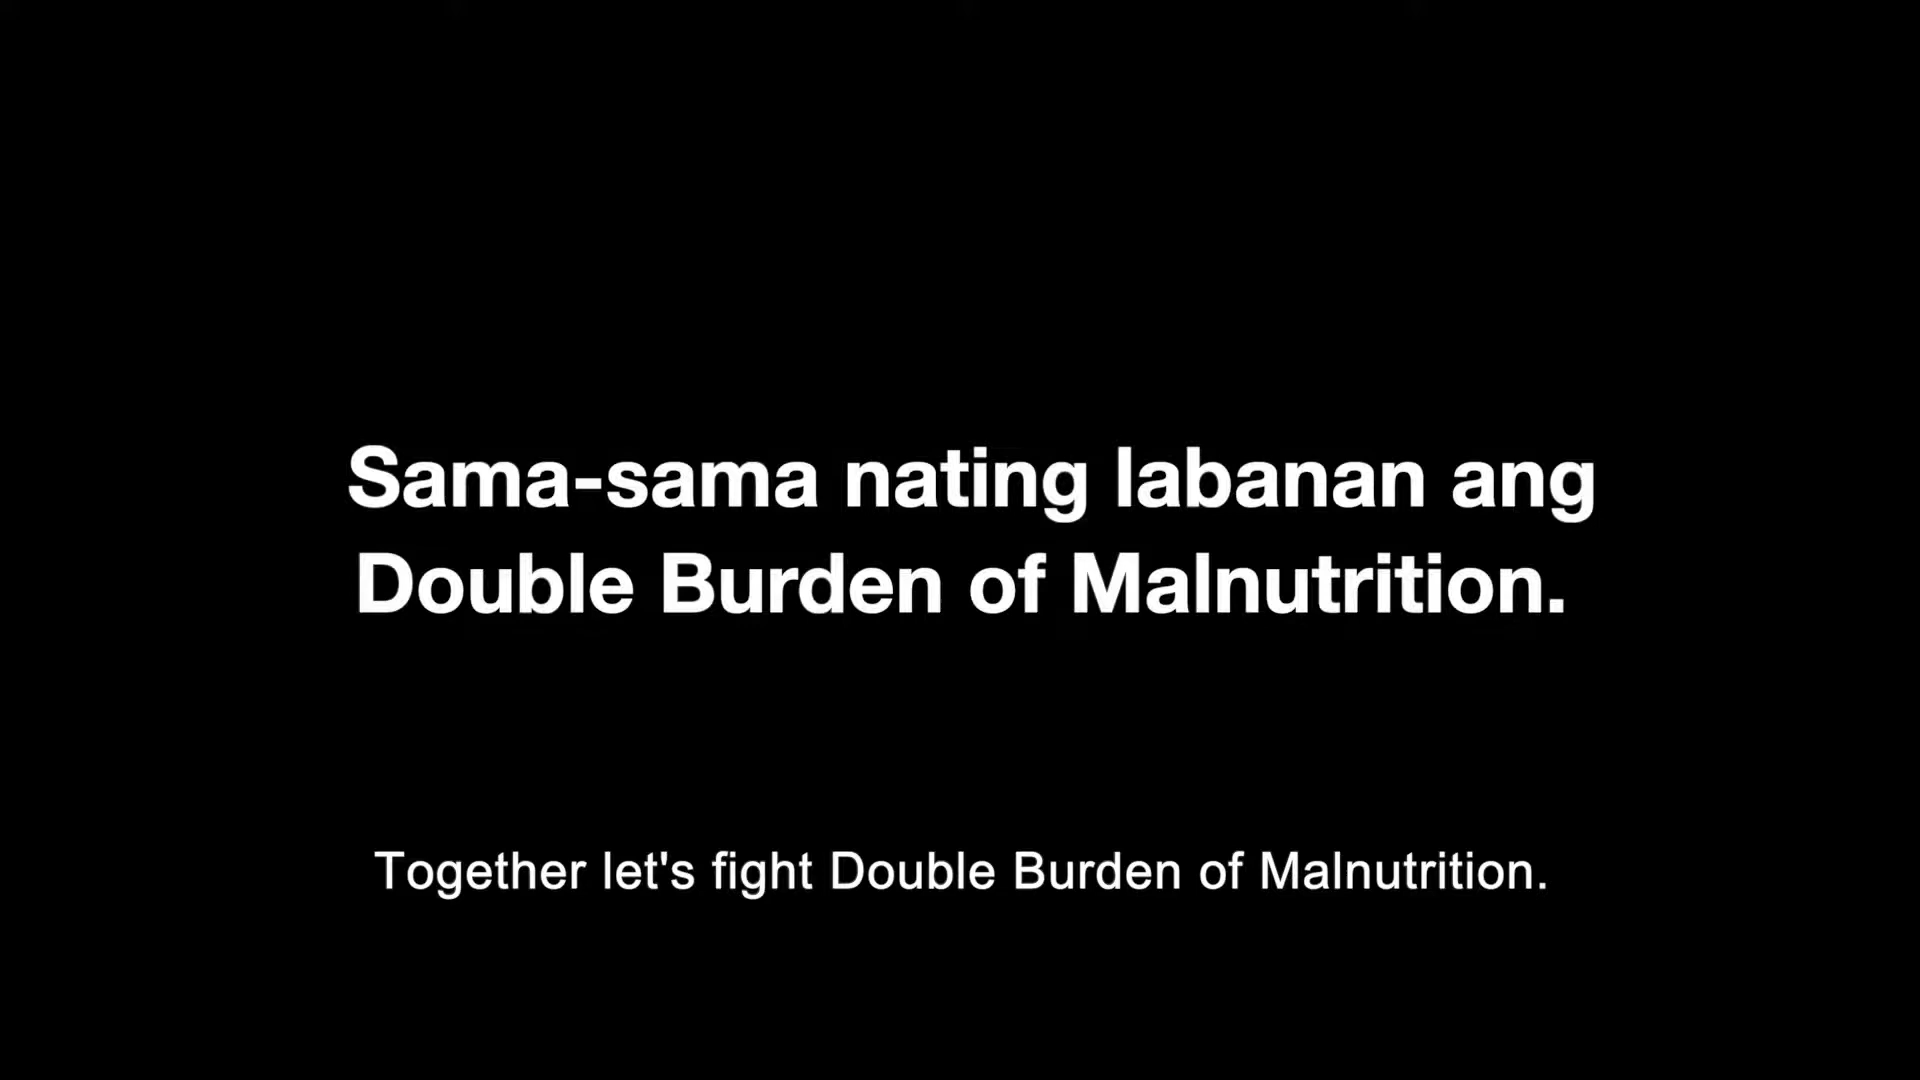 Sama-sama nating labanan ang
Double Burden of Malnutrition.
Together let's fight Double Burden of Malnutrition.